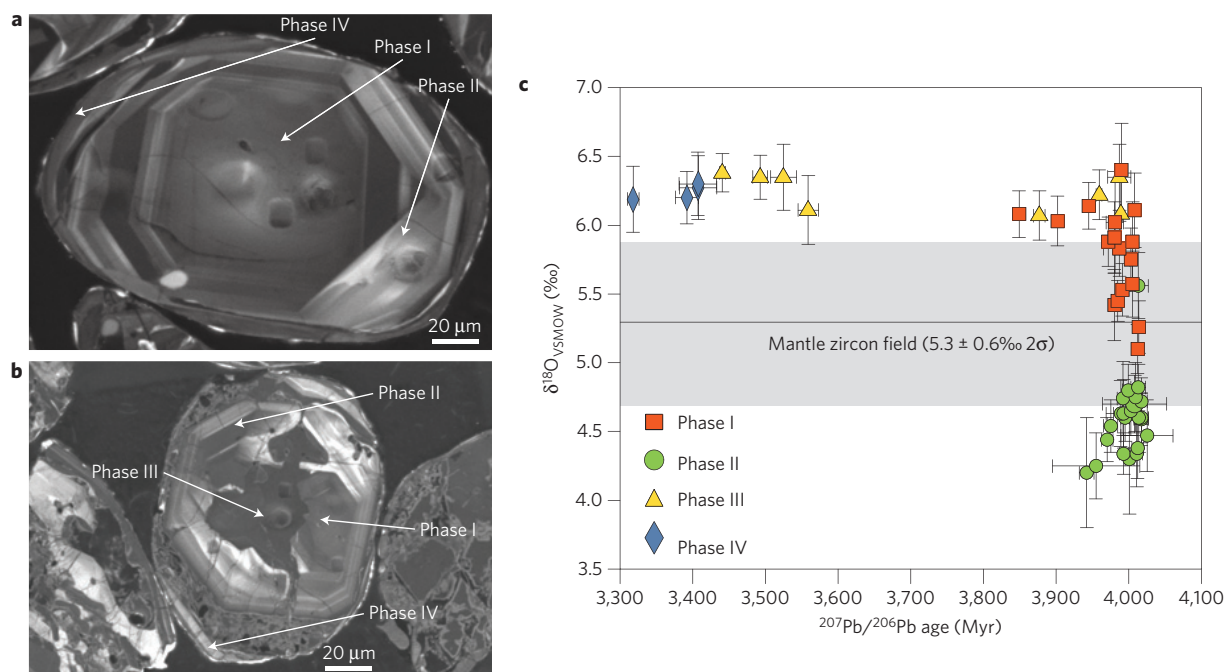 a
Phase IV
Phase I
Phase II
20 μm
b
Phase II
Phase III
Phase I
Phase IV
20 μm
c
7.0
6.5
6.0
5.5
5.0
4.5
4.0
3.5
δ¹⁸O_VSMOW (‰)
Mantle zircon field (5.3 ± 0.6‰ 2σ)
Phase I
Phase II
Phase III
Phase IV
3,300 3,400 3,500 3,600 3,700 3,800 3,900 4,000 4,100
²⁰⁷Pb/²⁰⁶Pb age (Myr)